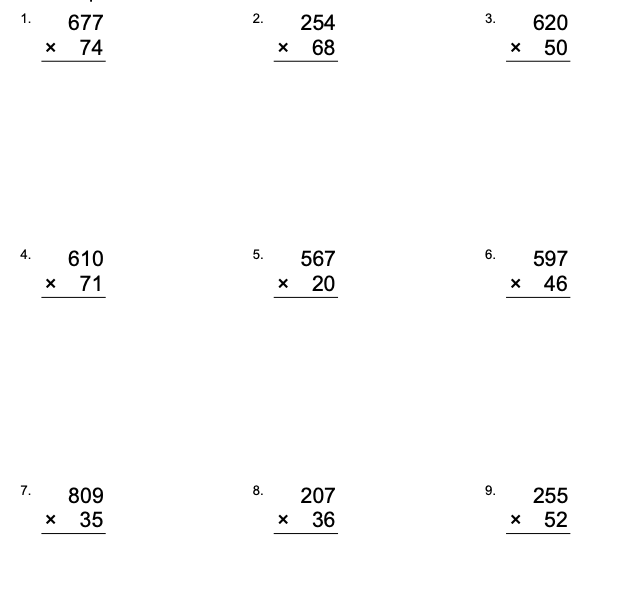 1. 677 2. 254 3. 620
× 74 × 68 × 50
4. 610 5. 567 6. 597
× 71 × 20 × 46
7. 809 8. 207 9. 255
× 35 × 36 × 52